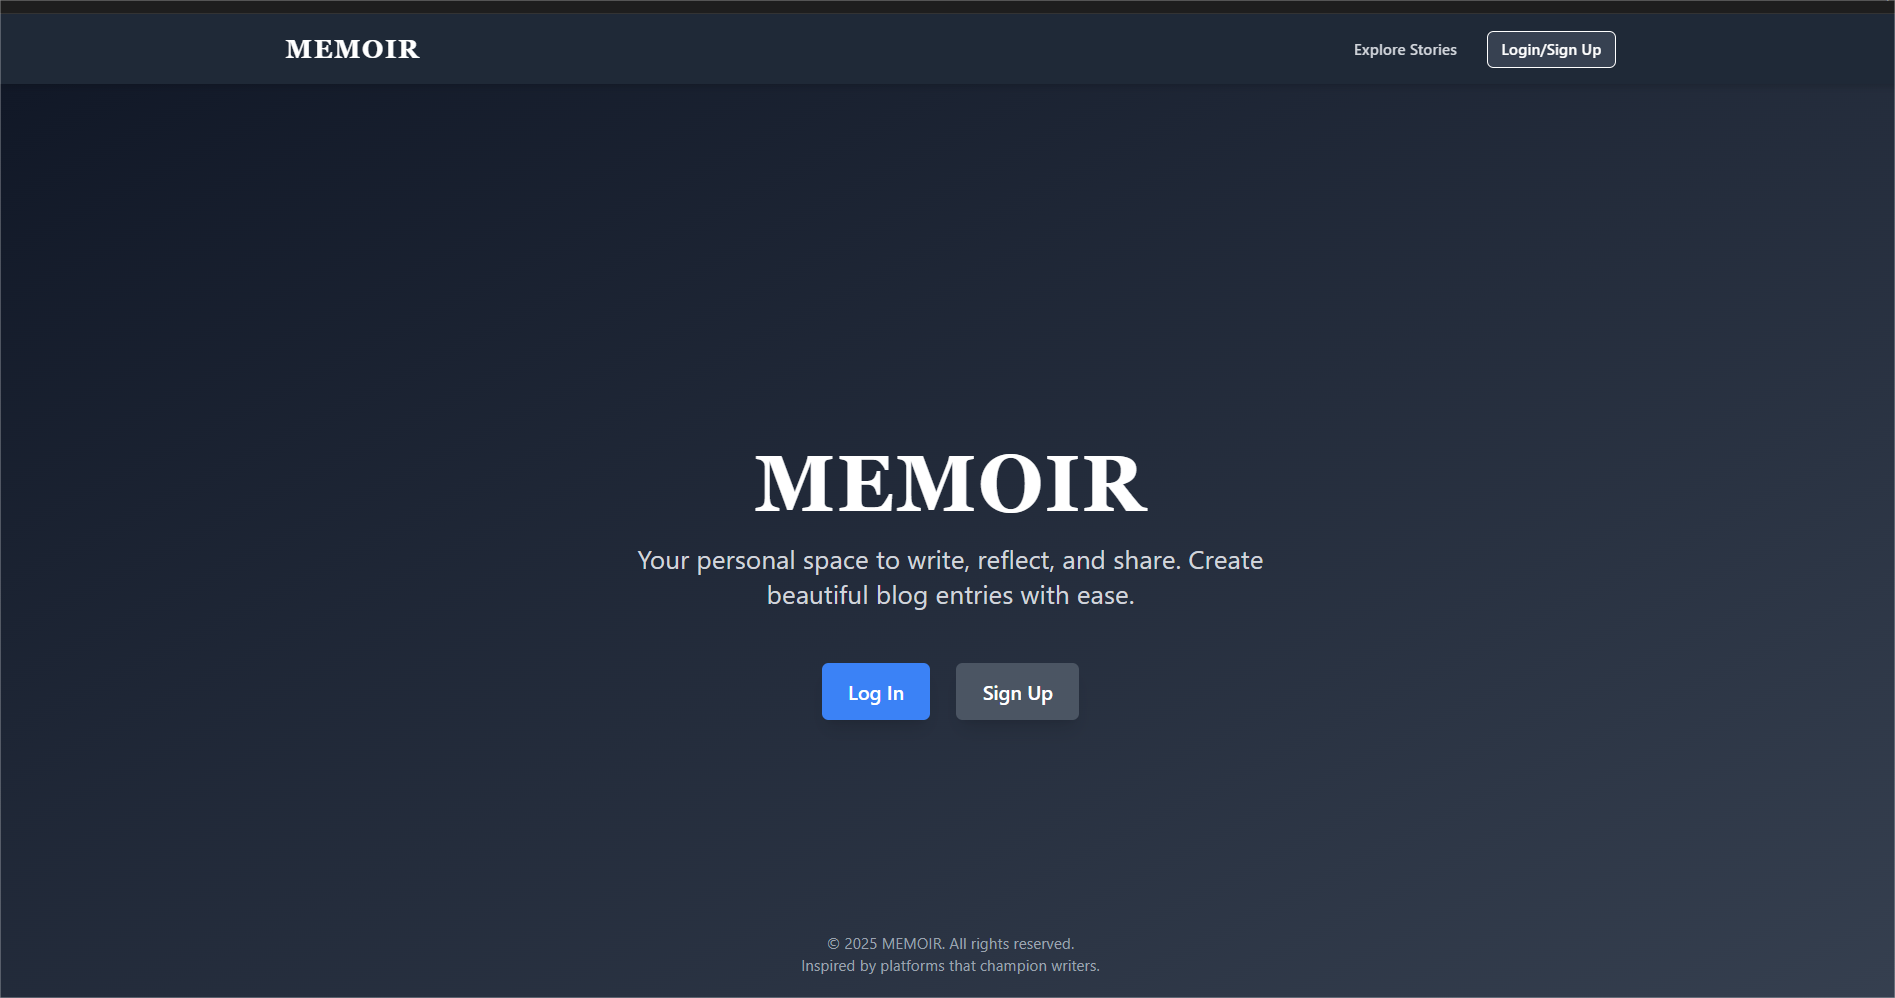 MEMOIR
Explore Stories
Login/Sign Up
MEMOIR
Your personal space to write, reflect, and share. Create
beautiful blog entries with ease.
Log In
Sign Up
© 2025 MEMOIR. All rights reserved.
Inspired by platforms that champion writers.